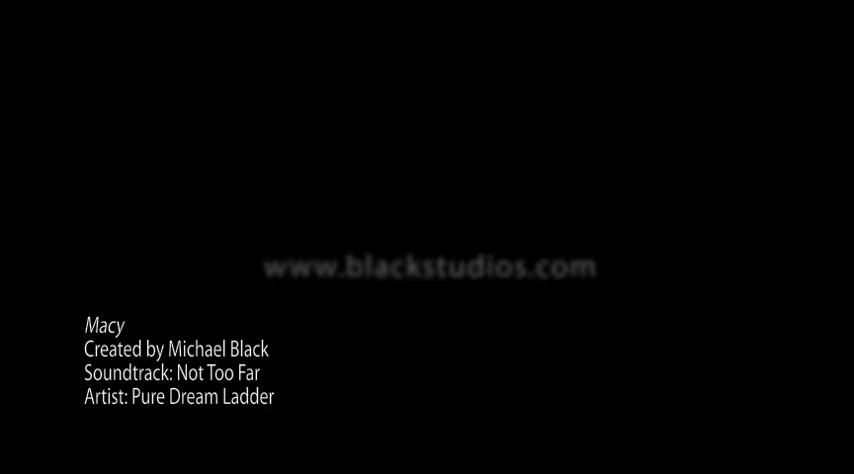 www.blackstudios.com
Macy
Created by Michael Black
Soundtrack: Not Too Far
Artist: Pure Dream Ladder